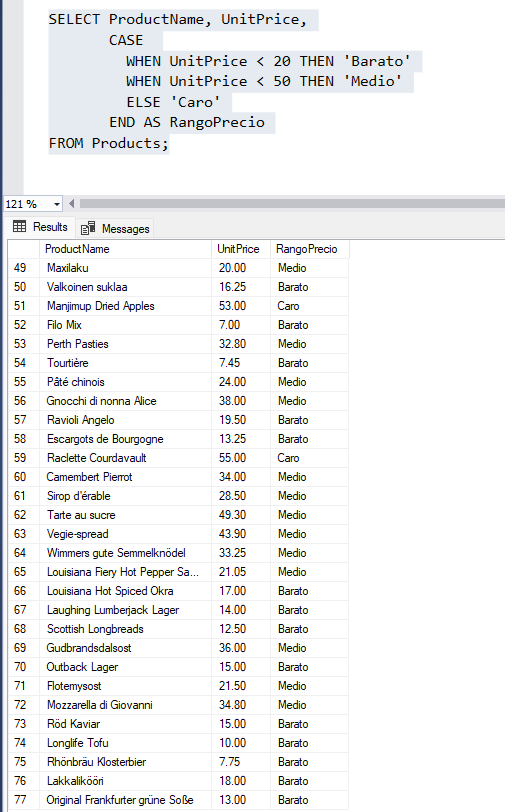 SELECT ProductName, UnitPrice,
CASE
WHEN UnitPrice < 20 THEN 'Barato'
WHEN UnitPrice < 50 THEN 'Medio'
ELSE 'Caro'
END AS RangoPrecio
FROM Products;
121 %
Results Messages
ProductName UnitPrice RangoPrecio
49 Maxilaku 20.00 Medio
50 Valkoinen suklaa 16.25 Barato
51 Manjimup Dried Apples 53.00 Caro
52 Filo Mix 7.00 Barato
53 Perth Pasties 32.80 Medio
54 Tourtière 7.45 Barato
55 Pâté chinois 24.00 Medio
56 Gnocchi di nonna Alice 38.00 Medio
57 Ravioli Angelo 19.50 Barato
58 Escargots de Bourgogne 13.25 Barato
59 Raclette Courdavault 55.00 Caro
60 Camembert Pierrot 34.00 Medio
61 Sirop d'érable 28.50 Medio
62 Tarte au sucre 49.30 Medio
63 Vegie-spread 43.90 Medio
64 Wimmers gute Semmelknödel 33.25 Medio
65 Louisiana Fiery Hot Pepper Sa... 21.05 Medio
66 Louisiana Hot Spiced Okra 17.00 Barato
67 Laughing Lumberjack Lager 14.00 Barato
68 Scottish Longbreads 12.50 Barato
69 Gudbrandsdalsost 36.00 Medio
70 Outback Lager 15.00 Barato
71 Flotemysost 21.50 Medio
72 Mozzarella di Giovanni 34.80 Medio
73 Röd Kaviar 15.00 Barato
74 Longlife Tofu 10.00 Barato
75 Rhönbräu Klosterbier 7.75 Barato
76 Lakkalikööri 18.00 Barato
77 Original Frankfurter grüne Soße 13.00 Barato